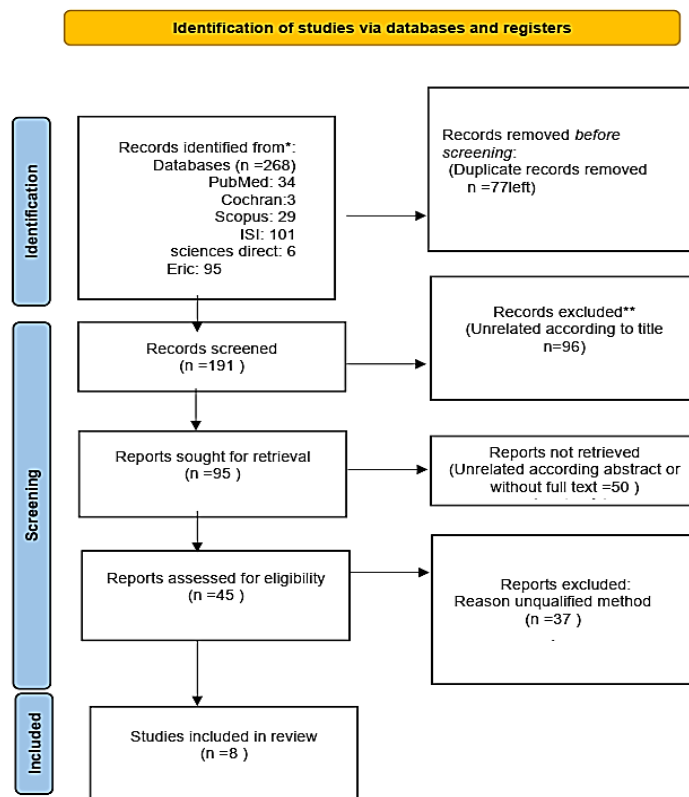 Identification of studies via databases and registers
Identification
Records identified from*:
Databases (n =268)
PubMed: 34
Cochran:3
Scopus: 29
ISI: 101
sciences direct: 6
Eric: 95
Records removed before
screening:
(Duplicate records removed
n =77left)
Screening
Records screened
(n =191 )
Records excluded**
(Unrelated according to title
n=96)
Reports sought for retrieval
(n =95 )
Reports not retrieved
(Unrelated according abstract or
without full text =50 )
Reports assessed for eligibility
(n =45 )
Reports excluded:
Reason unqualified method
(n =37 )
.
Included
Studies included in review
(n =8 )